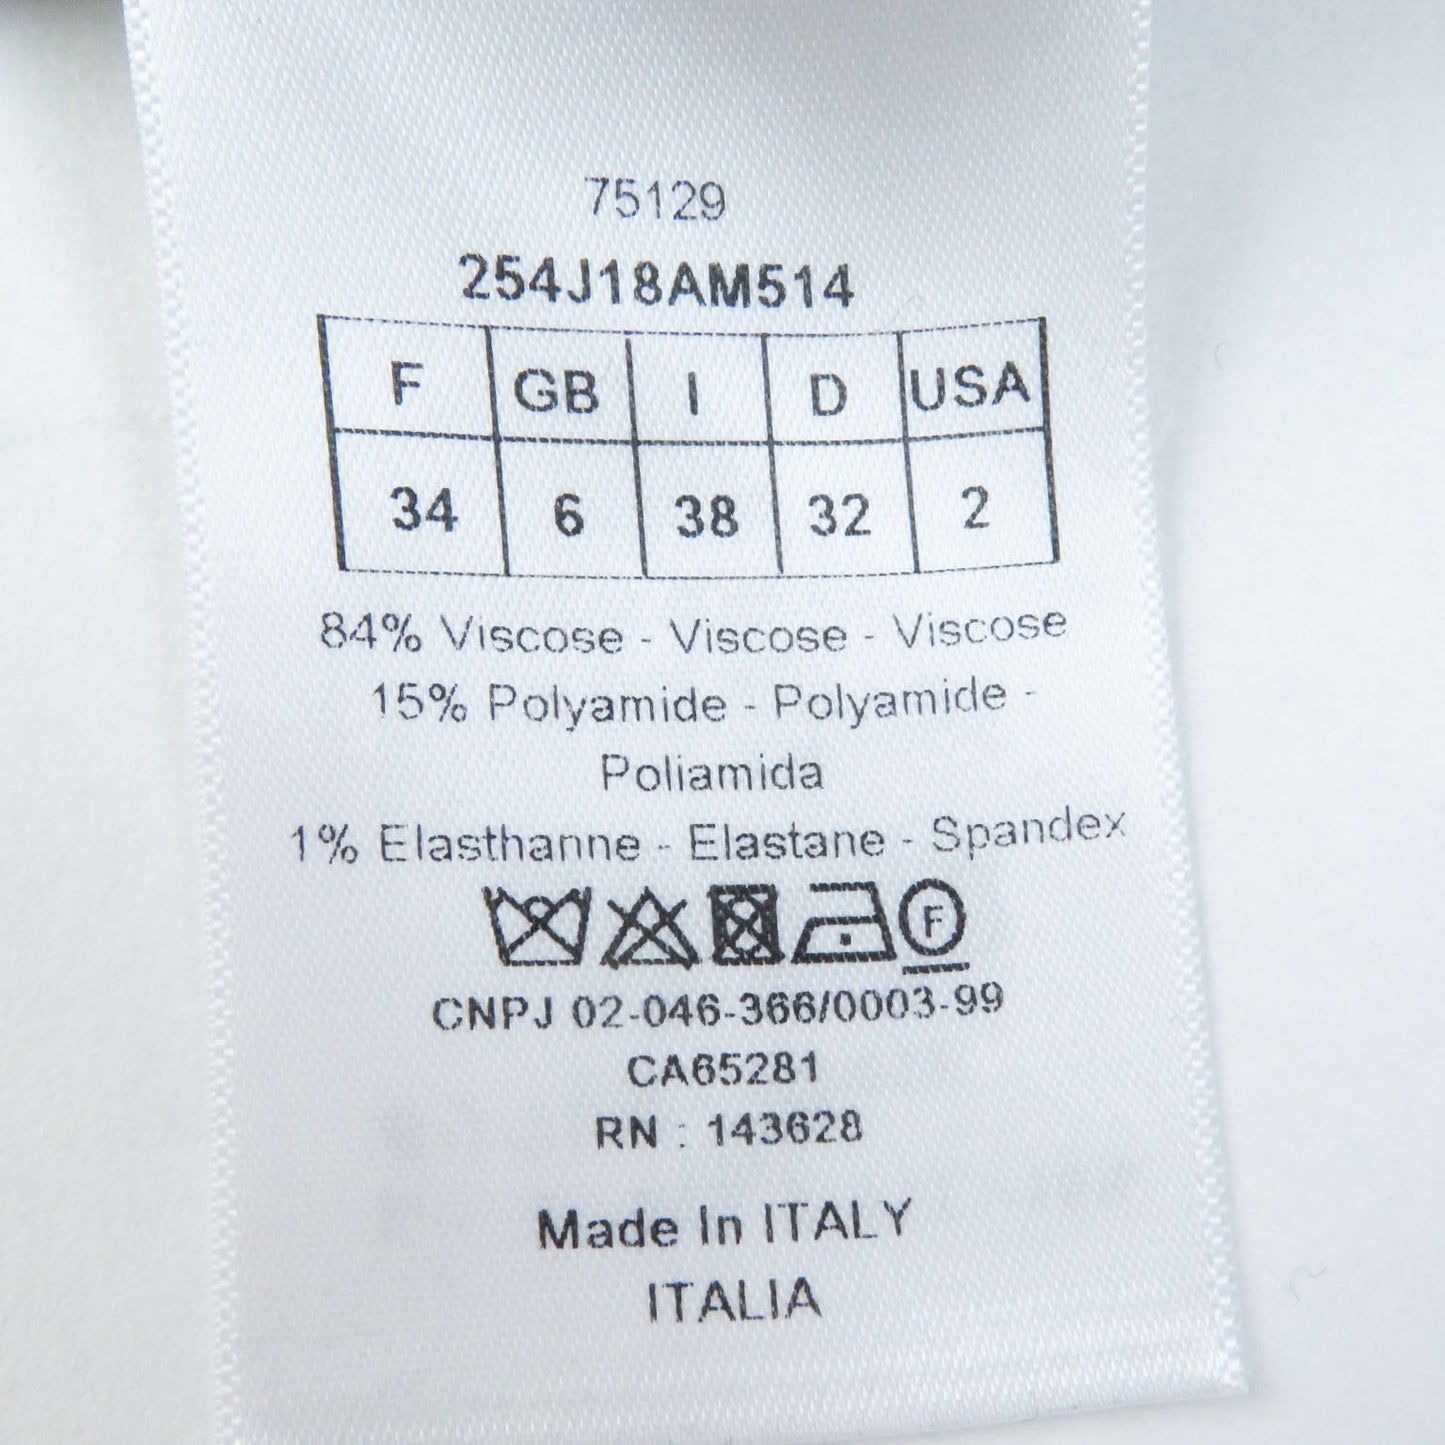 75129
254J18AM514
F GB I D USA
34 6 38 32 2
84% Viscose - Viscose - Viscose
15% Polyamide - Polyamide -
Poliamida
1% Elasthanne - Elastane - Spandex
F
CNPJ 02-046-366/0003-99
CA65281
RN : 143628
Made In ITALY
ITALIA